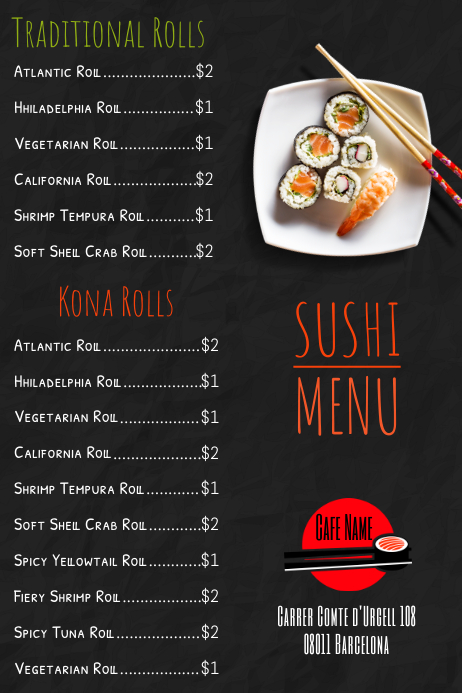 Traditional Rolls
Atlantic Roll......................$2
Hhiladelphia Roll.................$1
Vegetarian Roll..................$1
California Roll....................$2
Shrimp Tempura Roll............$1
Soft Shell Crab Roll...........$2
Kona Rolls
Atlantic Roll.......................$2
Hhiladelphia Roll..................$1
Vegetarian Roll...................$1
California Roll.....................$2
Shrimp Tempura Roll.............$1
Soft Shell Crab Roll............$2
Spicy Yellowtail Roll.............$1
Fiery Shrimp Roll...................$2
Spicy Tuna Roll....................$2
Vegetarian Roll...................$1
SUSHI
MENU
Cafe Name
Carrer Comte d'Urgell 108
08011 Barcelona